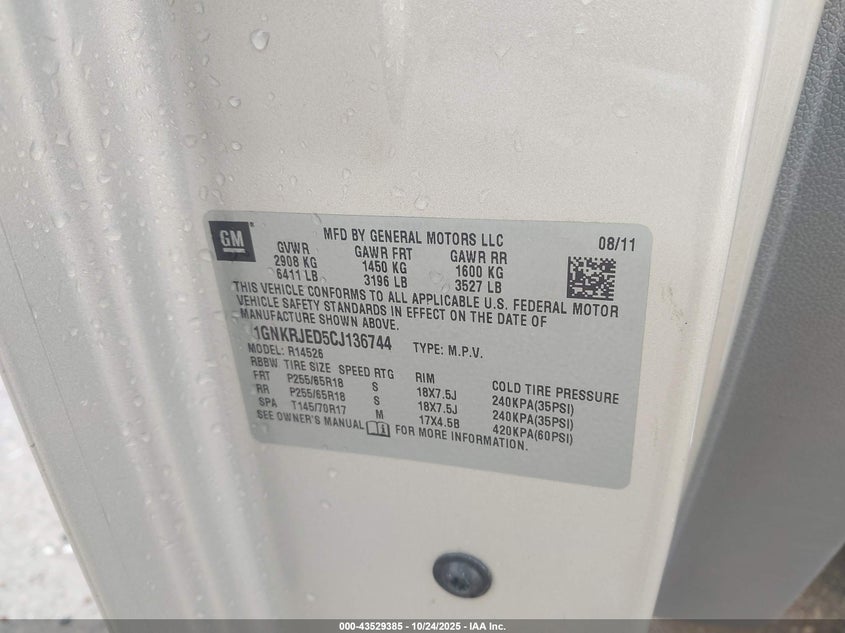 GM
MFD BY GENERAL MOTORS LLC 08/11
GVWR GAWR FRT GAWR RR
2908 KG 1450 KG 1600 KG
6411 LB 3196 LB 3527 LB
THIS VEHICLE CONFORMS TO ALL APPLICABLE U.S. FEDERAL MOTOR
VEHICLE SAFETY STANDARDS IN EFFECT ON THE DATE OF
MANUFACTURE SHOWN ABOVE.
1GNKRJED5CJ136744 TYPE: M.P.V.
MODEL: R14526
RBBW TIRE SIZE SPEED RTG RIM COLD TIRE PRESSURE
FRT P255/65R18 S 18X7.5J 240KPA(35PSI)
RR P255/65R18 S 18X7.5J 240KPA(35PSI)
SPA T145/70R17 M 17X4.5B 420KPA(60PSI)
SEE OWNER'S MANUAL FOR MORE INFORMATION.
000-43529385 - 10/24/2025 - IAA Inc.